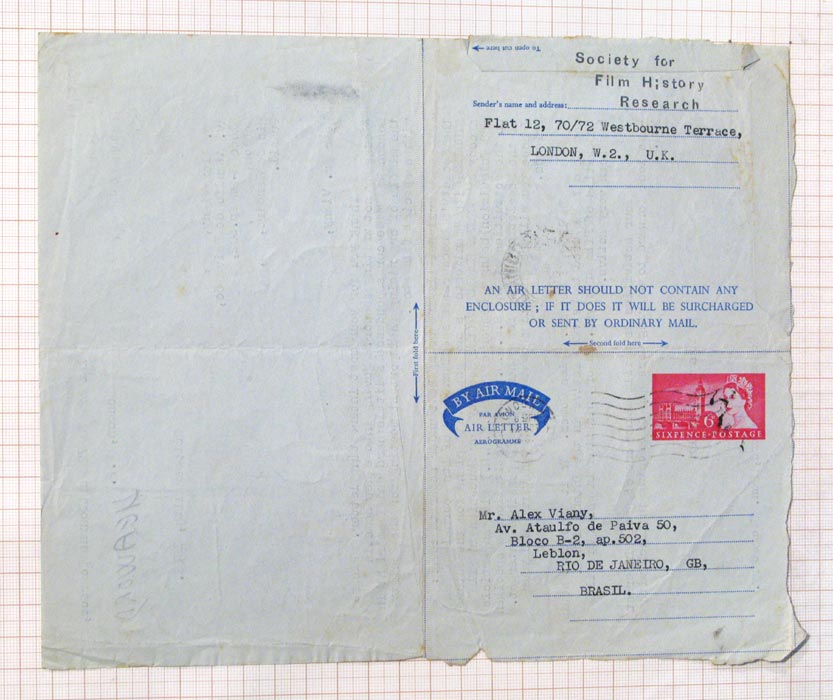 To open cut here
Society for
Film History
Sender's name and address: Research
Flat 12, 70/72 Westbourne Terrace,
LONDON, W.2., U.K.
AN AIR LETTER SHOULD NOT CONTAIN ANY
ENCLOSURE ; IF IT DOES IT WILL BE SURCHARGED
OR SENT BY ORDINARY MAIL.
Second fold here
First fold here
BY AIR MAIL
PAR AVION
AIR LETTER
AEROGRAMME
6D
SIXPENCE·POSTAGE
Mr. Alex Viany,
Av. Ataulfo de Paiva 50,
Bloco B-2, ap.502,
Leblon,
RIO DE JANEIRO, GB,
BRASIL.